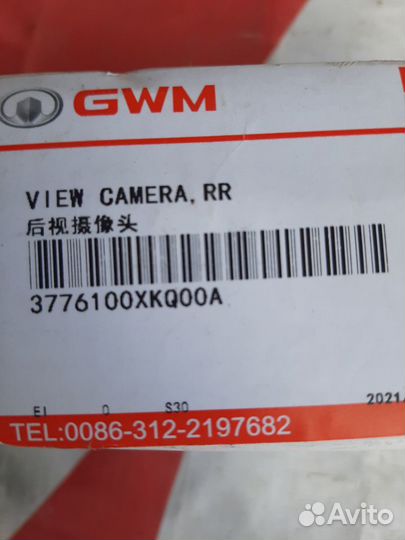 GWM
VIEW CAMERA, RR
后视摄像头
3776100XKQ00A
EI 0 S30 2021/
TEL:0086-312-2197682
Avito